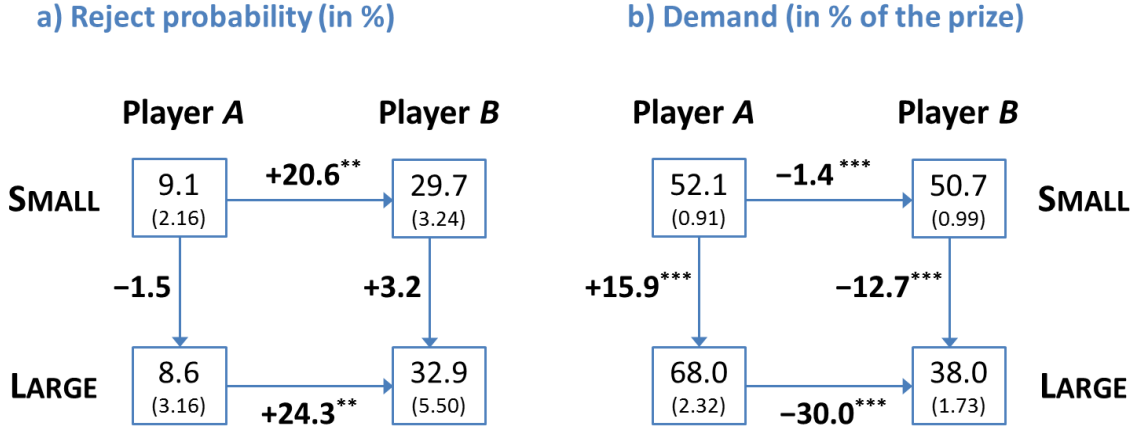 a) Reject probability (in %)
b) Demand (in % of the prize)
Player A
Player B
Player A
Player B
SMALL
9.1
(2.16)
+20.6**
29.7
(3.24)
52.1
(0.91)
−1.4***
50.7
(0.99)
SMALL
−1.5
+3.2
+15.9***
−12.7***
LARGE
8.6
(3.16)
+24.3**
32.9
(5.50)
68.0
(2.32)
−30.0***
38.0
(1.73)
LARGE